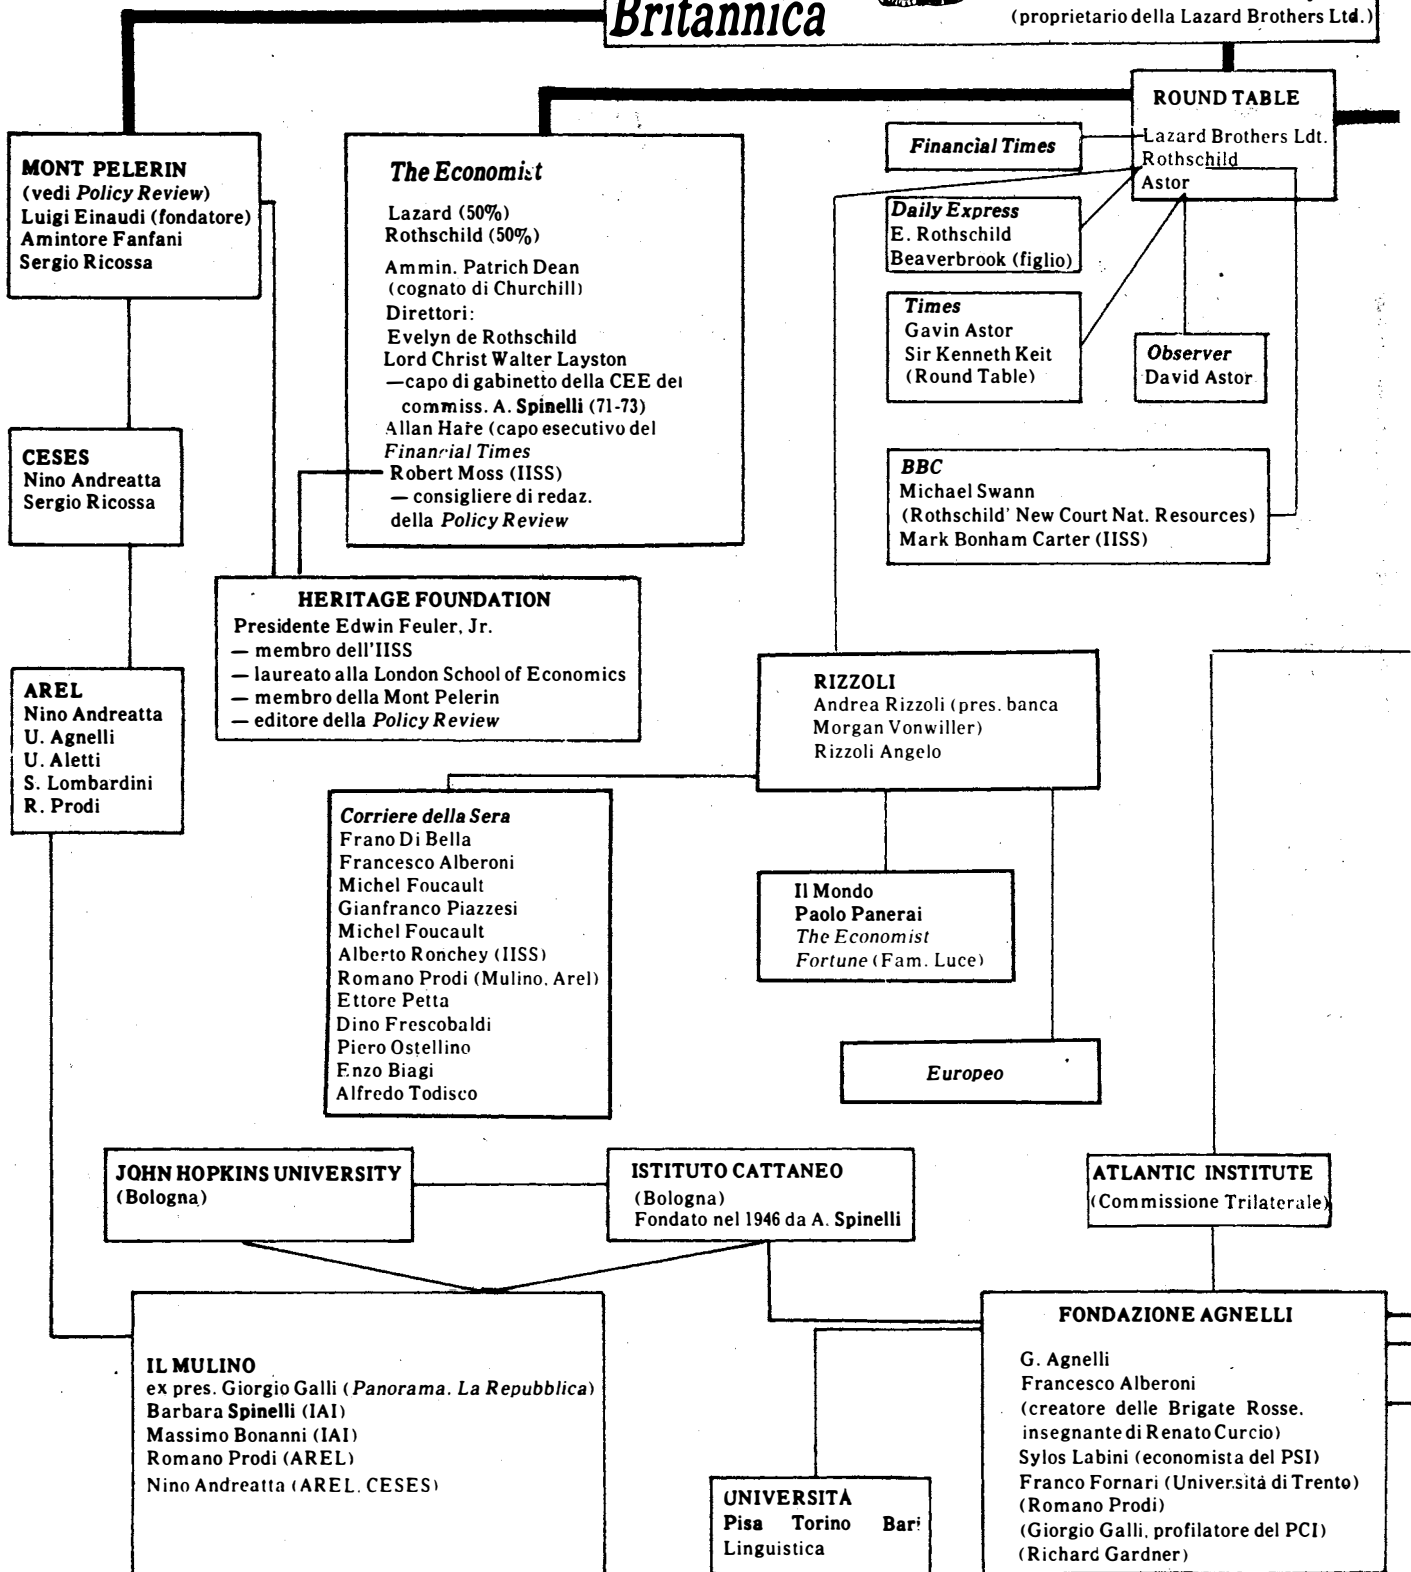 Britannica
(proprietario della Lazard Brothers Ltd.)
ROUND TABLE
Lazard Brothers Ldt.
Rothschild
Astor
MONT PELERIN
(vedi Policy Review)
Luigi Einaudi (fondatore)
Amintore Fanfani
Sergio Ricossa
The Economist
Lazard (50%)
Rothschild (50%)
Ammin. Patrich Dean
(cognato di Churchill)
Direttori:
Evelyn de Rothschild
Lord Christ Walter Layston
—capo di gabinetto della CEE del
commiss. A. Spinelli (71-73)
Allan Hare (capo esecutivo del
Financial Times
Robert Moss (IISS)
— consigliere di redaz.
della Policy Review
Financial Times
Daily Express
E. Rothschild
Beaverbrook (figlio)
Times
Gavin Astor
Sir Kenneth Keit
(Round Table)
Observer
David Astor
BBC
Michael Swann
(Rothschild' New Court Nat. Resources)
Mark Bonham Carter (IISS)
CESES
Nino Andreatta
Sergio Ricossa
HERITAGE FOUNDATION
Presidente Edwin Feuler, Jr.
— membro dell'IISS
— laureato alla London School of Economics
— membro della Mont Pelerin
— editore della Policy Review
AREL
Nino Andreatta
U. Agnelli
U. Aletti
S. Lombardini
R. Prodi
RIZZOLI
Andrea Rizzoli (pres. banca
Morgan Vonwiller)
Rizzoli Angelo
Corriere della Sera
Frano Di Bella
Francesco Alberoni
Michel Foucault
Gianfranco Piazzesi
Michel Foucault
Alberto Ronchey (IISS)
Romano Prodi (Mulino, Arel)
Ettore Petta
Dino Frescobaldi
Piero Ostellino
Enzo Biagi
Alfredo Todisco
Il Mondo
Paolo Panerai
The Economist
Fortune (Fam. Luce)
Europeo
JOHN HOPKINS UNIVERSITY
(Bologna)
ISTITUTO CATTANEO
(Bologna)
Fondato nel 1946 da A. Spinelli
ATLANTIC INSTITUTE
(Commissione Trilaterale)
IL MULINO
ex pres. Giorgio Galli (Panorama. La Repubblica)
Barbara Spinelli (IAI)
Massimo Bonanni (IAI)
Romano Prodi (AREL)
Nino Andreatta (AREL. CESES)
UNIVERSITÀ
Pisa Torino Bari
Linguistica
FONDAZIONE AGNELLI
G. Agnelli
Francesco Alberoni
(creatore delle Brigate Rosse.
insegnante di Renato Curcio)
Sylos Labini (economista del PSI)
Franco Fornari (Università di Trento)
(Romano Prodi)
(Giorgio Galli, profilatore del PCI)
(Richard Gardner)